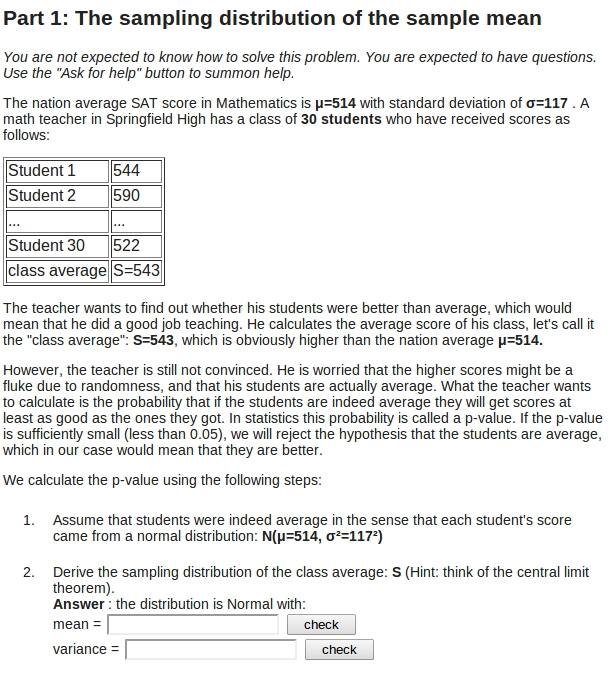 Part 1: The sampling distribution of the sample mean
You are not expected to know how to solve this problem. You are expected to have questions.
Use the "Ask for help" button to summon help.
The nation average SAT score in Mathematics is μ=514 with standard deviation of σ=117 . A
math teacher in Springfield High has a class of 30 students who have received scores as
follows:
Student 1 544
Student 2 590
... ...
Student 30 522
class average S=543
The teacher wants to find out whether his students were better than average, which would
mean that he did a good job teaching. He calculates the average score of his class, let's call it
the "class average": S=543, which is obviously higher than the nation average μ=514.
However, the teacher is still not convinced. He is worried that the higher scores might be a
fluke due to randomness, and that his students are actually average. What the teacher wants
to calculate is the probability that if the students are indeed average they will get scores at
least as good as the ones they got. In statistics this probability is called a p-value. If the p-value
is sufficiently small (less than 0.05), we will reject the hypothesis that the students are average,
which in our case would mean that they are better.
We calculate the p-value using the following steps:
1. Assume that students were indeed average in the sense that each student's score
came from a normal distribution: N(μ=514, σ²=117²)
2. Derive the sampling distribution of the class average: S (Hint: think of the central limit
theorem).
Answer : the distribution is Normal with:
mean = check
variance = check